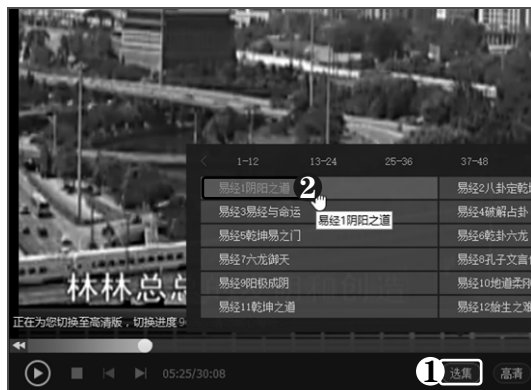 1-12 13-24 25-36 37-48
易经1阴阳之道 2 易经2八卦定乾
易经3易经与命运 易经1阴阳之道 易经4破解占卦
易经5乾坤易之门 易经6乾卦六龙
易经7六龙御天 易经8孔子文言
易经9阳极成阴 易经10地道柔刚
易经11乾坤之道 易经12始生之难
林林总总
正在为您切换至高清版，切换进度9
05:25/30:08 1 选集 高清